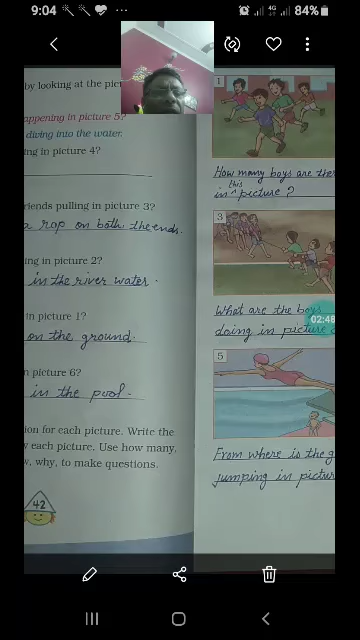 9:04
4G
84%
by looking at the
appening in picture 5?
diving into the water.
ng in picture 4?
riends pulling in picture 3?
a rop on both the ends.
ing in picture 2?
in the river water.
in picture 1?
on the ground.
n picture 6?
in the pool.
ion for each picture. Write the
each picture. Use how many,
why, to make questions.
42
1
How many boys are the
this
in ^ picture ?
3
What are the boys
doing in picture
02:48
5
From where is the g
jumping in pictur